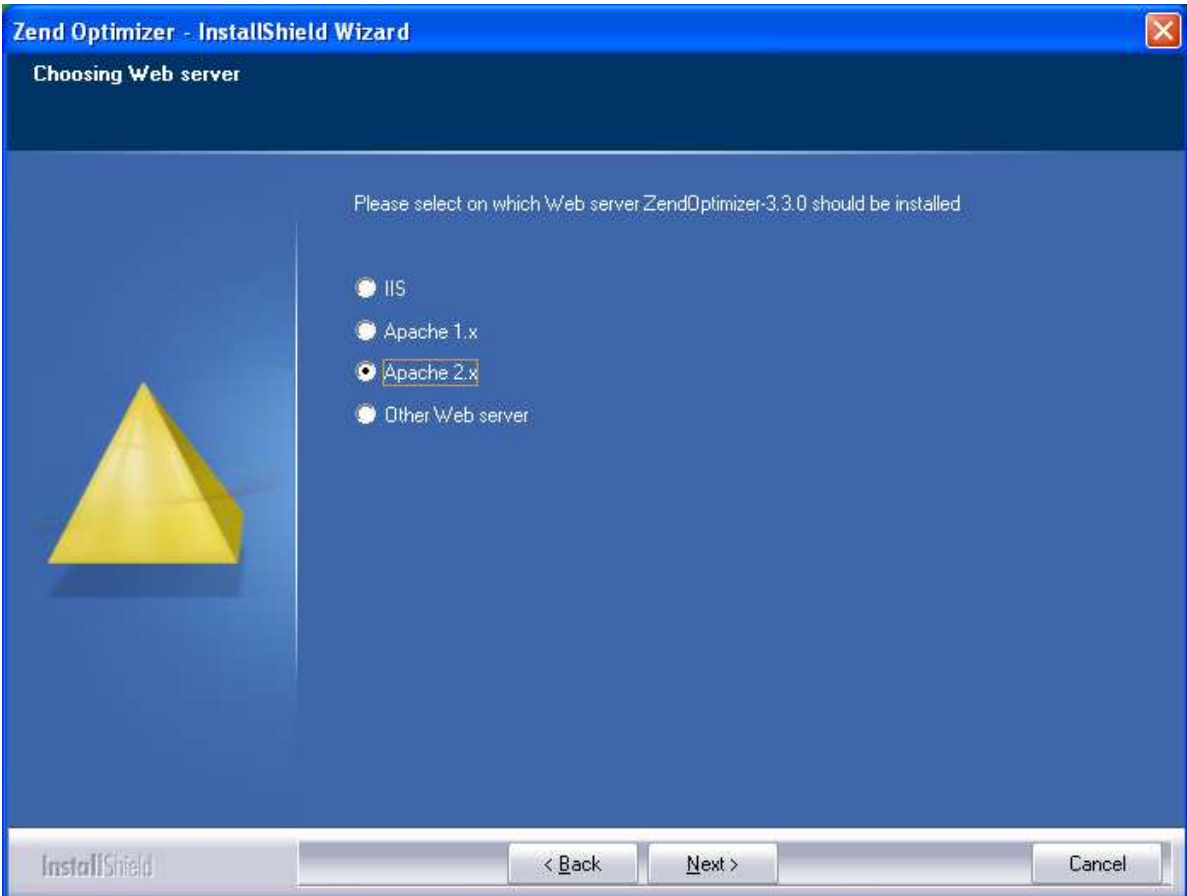 Zend Optimizer - InstallShield Wizard
Choosing Web server
Please select on which Web server ZendOptimizer-3.3.0 should be installed
IIS
Apache 1.x
Apache 2.x
Other Web server
InstallShield
< Back
Next >
Cancel